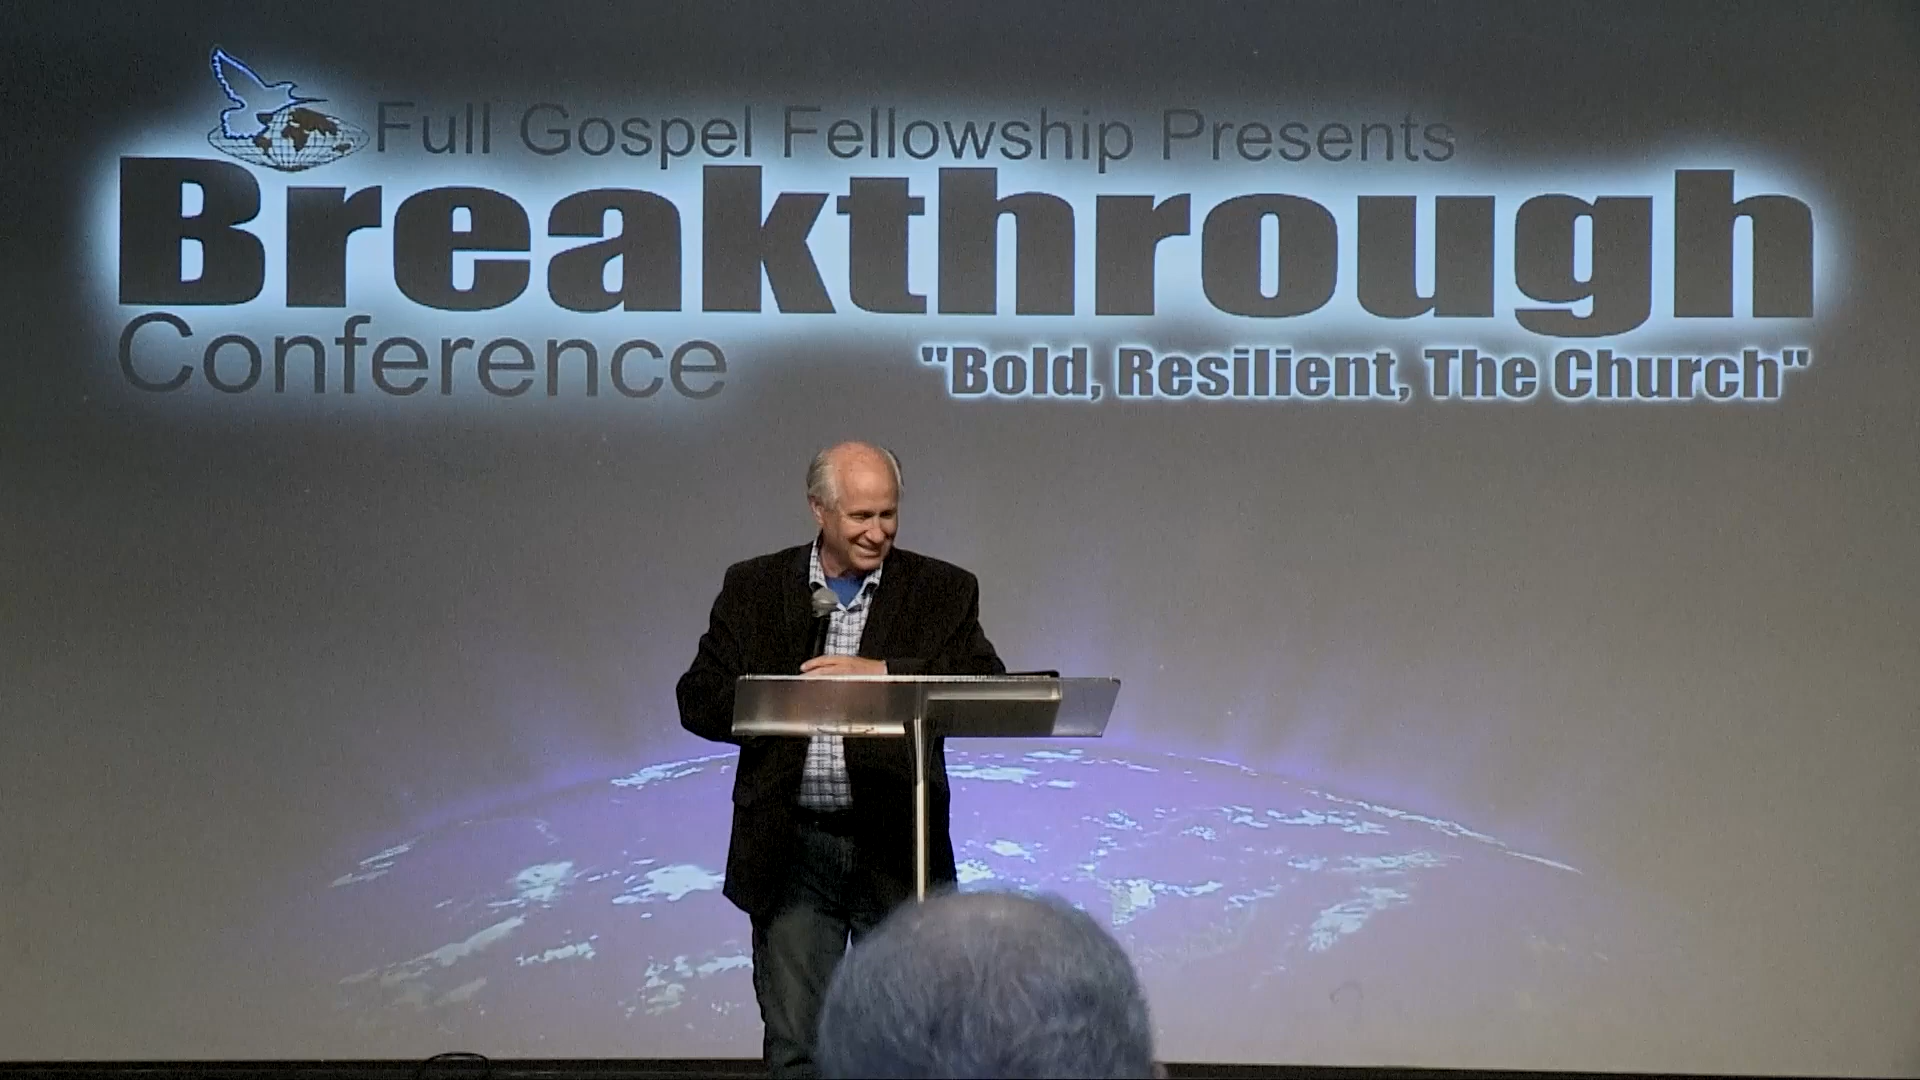 Full Gospel Fellowship Presents
Breakthrough
Conference
"Bold, Resilient, The Church"